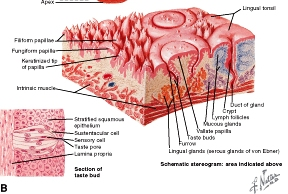 Apex
Lingual tonsil
Filiform papillae
Fungiform papilla
Keratinized tip
of papilla
Intrinsic muscle
Duct of gland
Crypt
Lymph follicles
Mucous glands
Vallate papilla
Taste buds
Furrow
Lingual glands (serous glands of von Ebner)
Stratified squamous
epithelium
Sustentacular cell
Sensory cell
Taste pore
Lamina propria
Schematic stereogram: area indicated above
Section of
taste bud
B